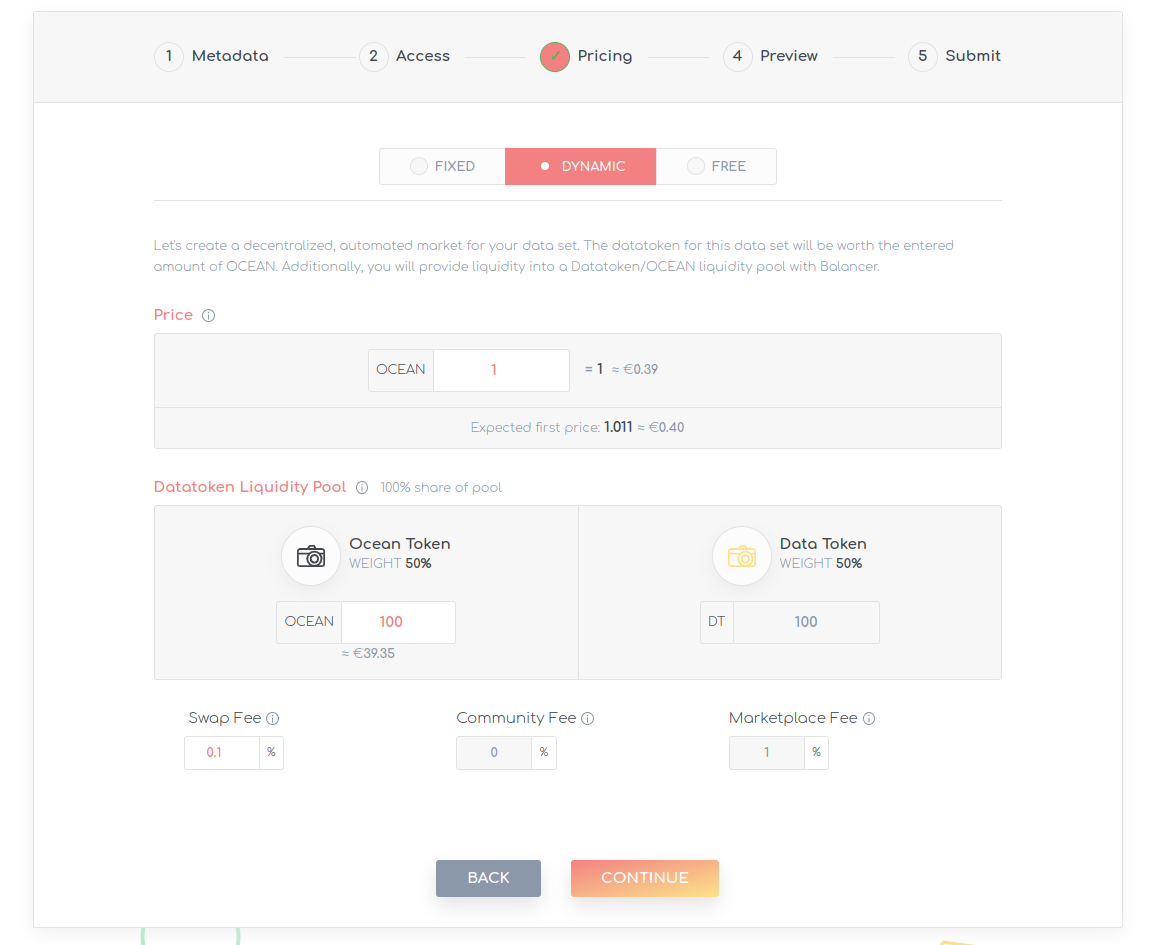 1 Metadata 2 Access ✓ Pricing 4 Preview 5 Submit
FIXED DYNAMIC FREE
Let's create a decentralized, automated market for your data set. The datatoken for this data set will be worth the entered
amount of OCEAN. Additionally, you will provide liquidity into a Datatoken/OCEAN liquidity pool with Balancer.
Price
OCEAN 1 = 1 ≈ €0.39
Expected first price: 1.011 ≈ €0.40
Datatoken Liquidity Pool 100% share of pool
Ocean Token
WEIGHT 50%
OCEAN 100
≈ €39.35
Data Token
WEIGHT 50%
DT 100
Swap Fee Community Fee Marketplace Fee
0.1 % 0 % 1 %
BACK CONTINUE